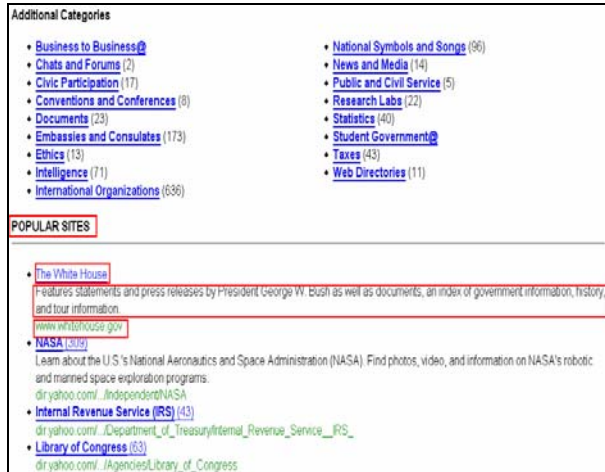 Additional Categories
Business to Business@
Chats and Forums (2)
Civic Participation (17)
Conventions and Conferences (8)
Documents (23)
Embassies and Consulates (173)
Ethics (13)
Intelligence (71)
International Organizations (636)
National Symbols and Songs (96)
News and Media (14)
Public and Civil Service (5)
Research Labs (22)
Statistics (40)
Student Government@
Taxes (43)
Web Directories (11)
POPULAR SITES
The White House
Features statements and press releases by President George W. Bush as well as documents, an index of government information, history,
and tour information.
www.whitehouse.gov
NASA (309)
Learn about the U.S.'s National Aeronautics and Space Administration (NASA). Find photos, video, and information on NASA's robotic
and manned space exploration programs.
dir.yahoo.com/../Independent/NASA
Internal Revenue Service (IRS) (43)
dir.yahoo.com/../Department_of_Treasury/Internal_Revenue_Service__IRS_
Library of Congress (63)
dir.yahoo.com/../Agencies/Library_of_Congress